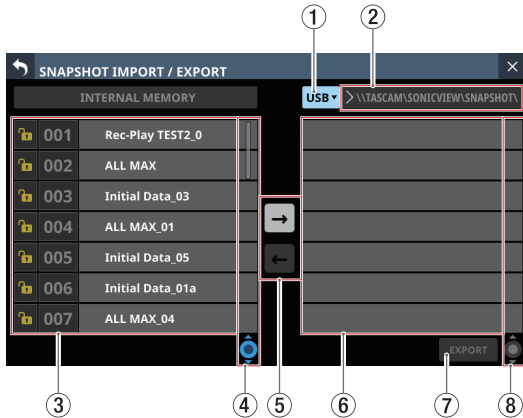 ① ②
SNAPSHOT IMPORT / EXPORT ×
INTERNAL MEMORY USB▼ >\\TASCAM\SONICVIEW\SNAPSHOT\
001 Rec-Play TEST2_0
002 ALL MAX
003 Initial Data_03
004 ALL MAX_01
→
005 Initial Data_05
←
006 Initial Data_01a
007 ALL MAX_04
EXPORT
③ ④ ⑤ ⑥ ⑦ ⑧